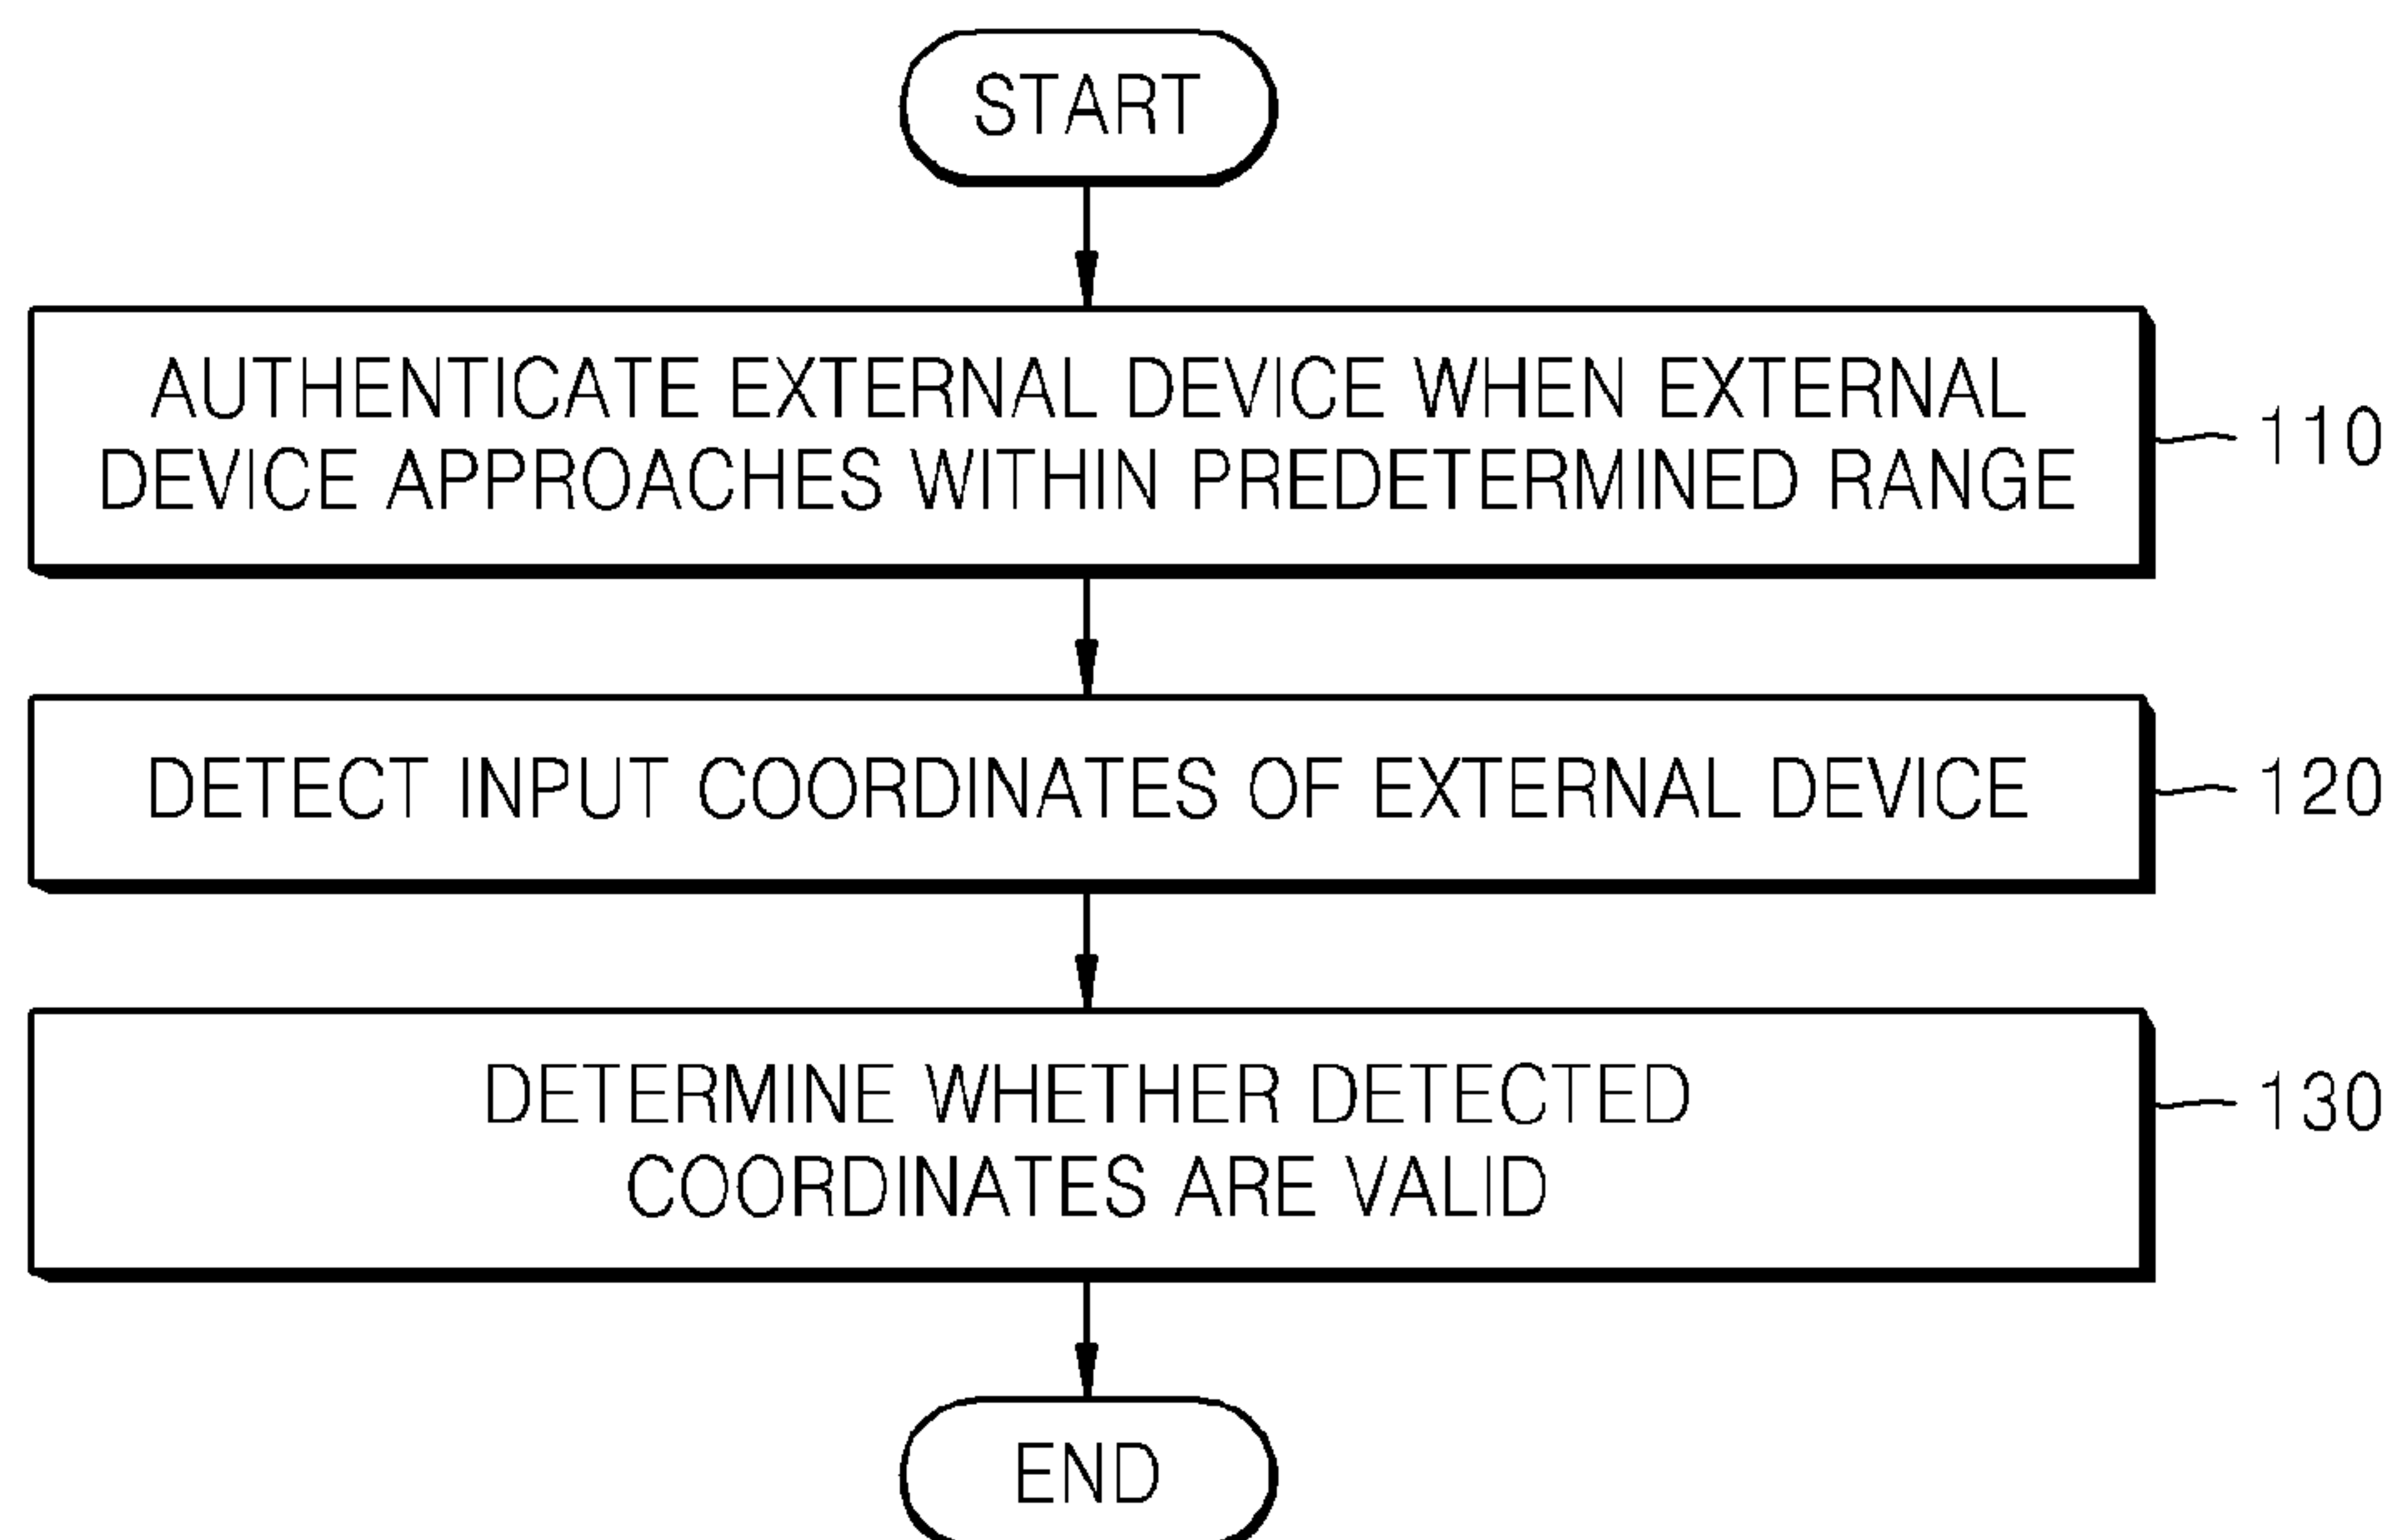 START
AUTHENTICATE EXTERNAL DEVICE WHEN EXTERNAL
DEVICE APPROACHES WITHIN PREDETERMINED RANGE
110
DETECT INPUT COORDINATES OF EXTERNAL DEVICE
120
DETERMINE WHETHER DETECTED
COORDINATES ARE VALID
130
END